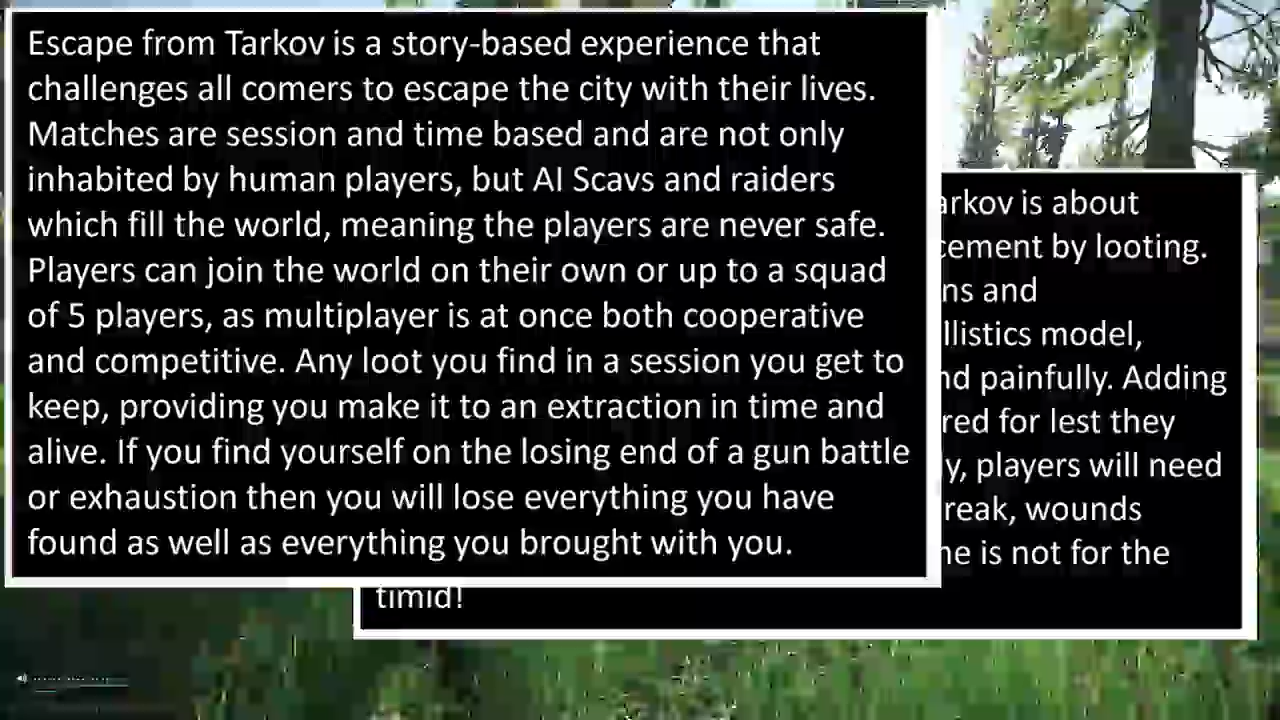 Escape from Tarkov is a story-based experience that
challenges all comers to escape the city with their lives.
Matches are session and time based and are not only
inhabited by human players, but AI Scavs and raiders
which fill the world, meaning the players are never safe.
Players can join the world on their own or up to a squad
of 5 players, as multiplayer is at once both cooperative
and competitive. Any loot you find in a session you get to
keep, providing you make it to an extraction in time and
alive. If you find yourself on the losing end of a gun battle
or exhaustion then you will lose everything you have
found as well as everything you brought with you.
arkov is about
cement by looting.
ns and
llistics model,
nd painfully. Adding
red for lest they
y, players will need
reak, wounds
ne is not for the
timid!